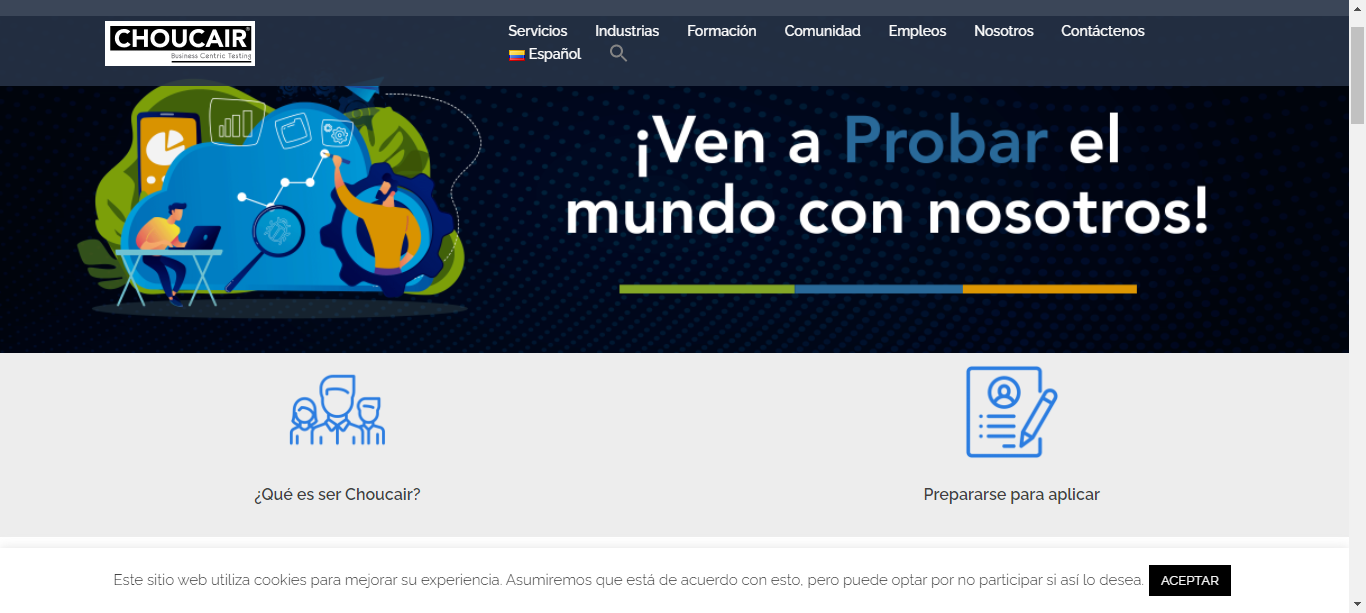 CHOUCAIR
Business Centric Testing
Servicios Industrias Formación Comunidad Empleos Nosotros Contáctenos
Español
¡Ven a Probar el
mundo con nosotros!
¿Qué es ser Choucair?
Prepararse para aplicar
Este sitio web utiliza cookies para mejorar su experiencia. Asumiremos que está de acuerdo con esto, pero puede optar por no participar si así lo desea. ACEPTAR